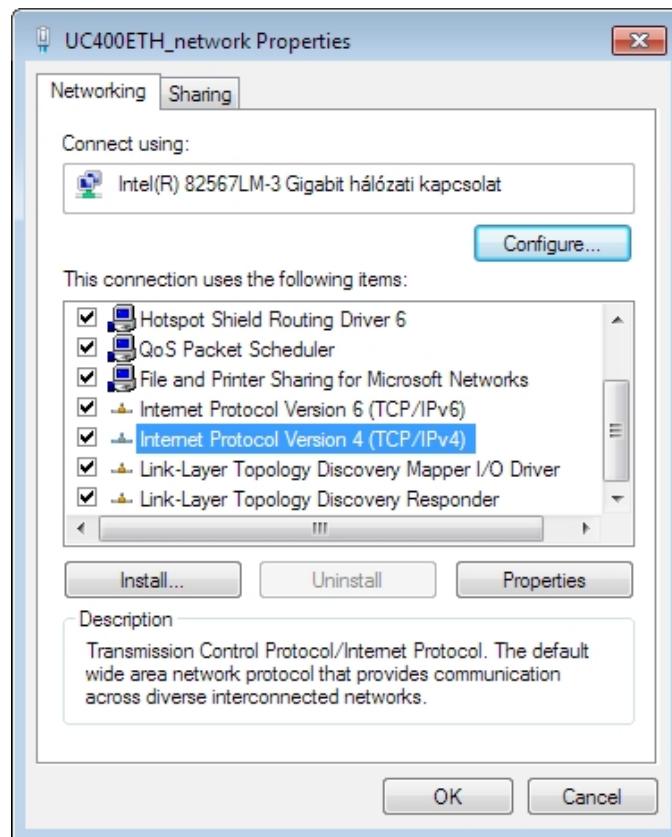 UC400ETH_network Properties
Networking
Sharing
Connect using:
Intel(R) 82567LM-3 Gigabit hálózati kapcsolat
Configure...
This connection uses the following items:
Hotspot Shield Routing Driver 6
QoS Packet Scheduler
File and Printer Sharing for Microsoft Networks
Internet Protocol Version 6 (TCP/IPv6)
Internet Protocol Version 4 (TCP/IPv4)
Link-Layer Topology Discovery Mapper I/O Driver
Link-Layer Topology Discovery Responder
Install...
Uninstall
Properties
Description
Transmission Control Protocol/Internet Protocol. The default
wide area network protocol that provides communication
across diverse interconnected networks.
OK
Cancel